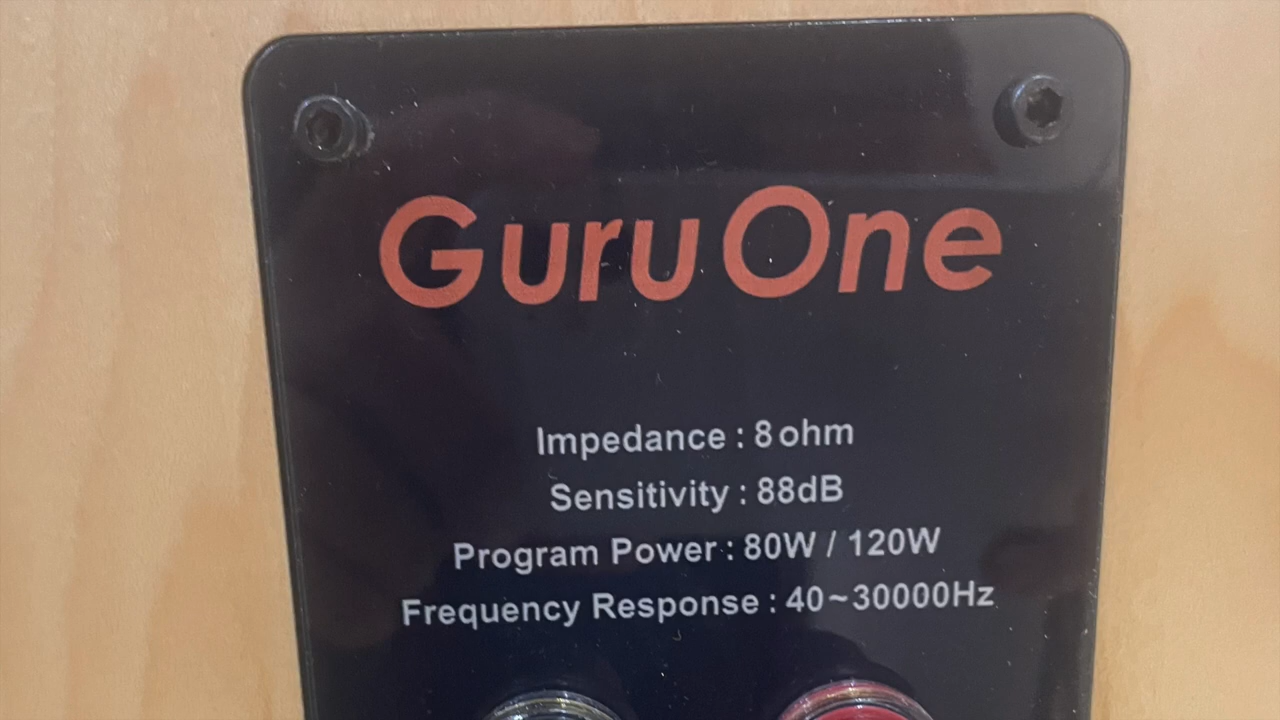 Guru One
Impedance : 8 ohm
Sensitivity : 88dB
Program Power : 80W / 120W
Frequency Response : 40~30000Hz